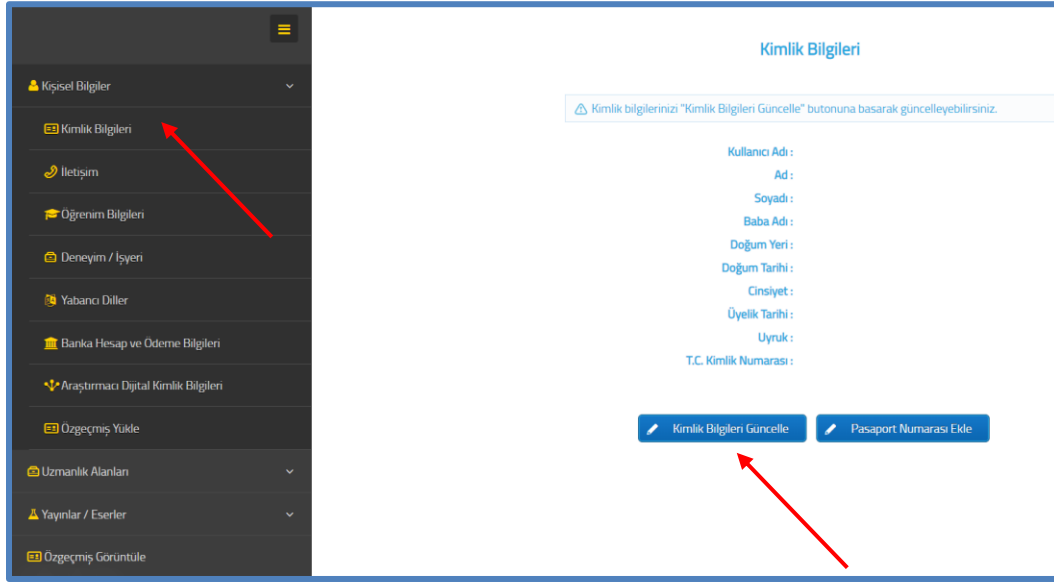 Kişisel Bilgiler
Kimlik Bilgileri
İletişim
Öğrenim Bilgileri
Deneyim / İşyeri
Yabancı Diller
Banka Hesap ve Ödeme Bilgileri
Araştırmacı Dijital Kimlik Bilgileri
Özgeçmiş Yükle
Uzmanlık Alanları
Yayınlar / Eserler
Özgeçmiş Görüntüle
Kimlik Bilgileri
Kimlik bilgilerinizi "Kimlik Bilgileri Güncelle" butonuna basarak güncelleyebilirsiniz.
Kullanıcı Adı :
Ad :
Soyadı :
Baba Adı :
Doğum Yeri :
Doğum Tarihi :
Cinsiyet :
Üyelik Tarihi :
Uyruk :
T.C. Kimlik Numarası :
Kimlik Bilgileri Güncelle
Pasaport Numarası Ekle